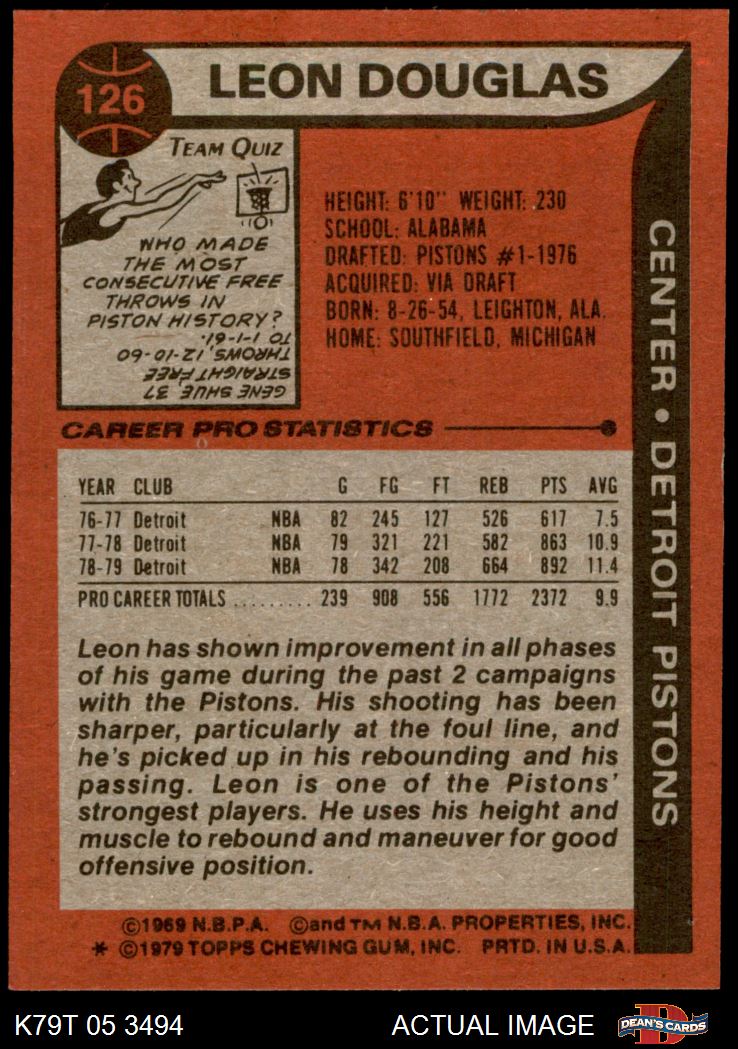 126
LEON DOUGLAS
TEAM QUIZ
WHO MADE
THE MOST
CONSECUTIVE FREE
THROWS IN
PISTON HISTORY?
GENE SHUE 37
STRAIGHT FREE
THROWS, 12-10-60
TO 1-1-61.
HEIGHT: 6'10" WEIGHT: 230
SCHOOL: ALABAMA
DRAFTED: PISTONS #1-1976
ACQUIRED: VIA DRAFT
BORN: 8-26-54, LEIGHTON, ALA.
HOME: SOUTHFIELD, MICHIGAN
CENTER • DETROIT PISTONS
CAREER PRO STATISTICS
YEAR CLUB G FG FT REB PTS AVG
76-77 Detroit NBA 82 245 127 526 617 7.5
77-78 Detroit NBA 79 321 221 582 863 10.9
78-79 Detroit NBA 78 342 208 664 892 11.4
PRO CAREER TOTALS ......... 239 908 556 1772 2372 9.9
Leon has shown improvement in all phases
of his game during the past 2 campaigns
with the Pistons. His shooting has been
sharper, particularly at the foul line, and
he's picked up in his rebounding and his
passing. Leon is one of the Pistons'
strongest players. He uses his height and
muscle to rebound and maneuver for good
offensive position.
©1969 N.B.P.A. ©and TM N.B.A. PROPERTIES, INC.
* ©1979 TOPPS CHEWING GUM, INC. PRTD. IN U.S.A.
K79T 05 3494 ACTUAL IMAGE
D
DEAN'S CARDS